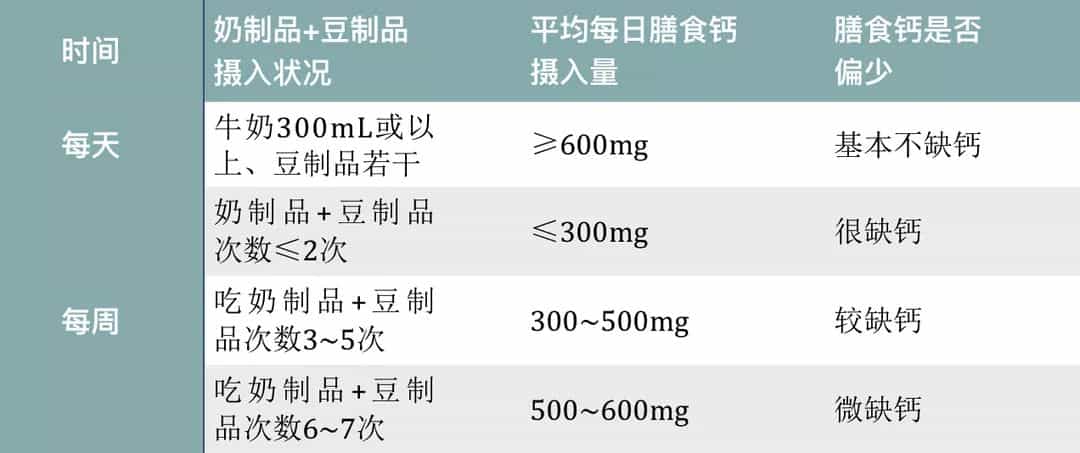 时间
奶制品+豆制品
摄入状况
平均每日膳食钙
摄入量
膳食钙是否
偏少
每天
牛奶300mL或以
上、豆制品若干
≥600mg
基本不缺钙
每周
奶制品+豆制品
次数≤2次
≤300mg
很缺钙
吃奶制品+豆制
品次数3~5次
300~500mg
较缺钙
吃奶制品+豆制
品次数6~7次
500~600mg
微缺钙